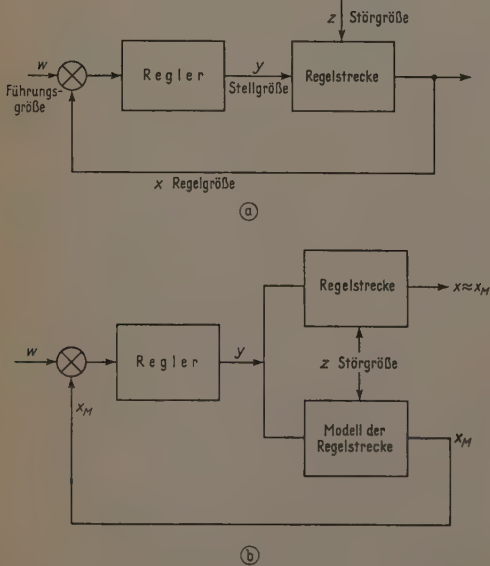 z Störgröße
w
Führungs-
größe
Regler
y
Stellgröße
Regelstrecke
x Regelgröße
a
Regelstrecke
x≈x_M
w
Regler
y
z Störgröße
x_M
Modell der
Regelstrecke
x_M
b